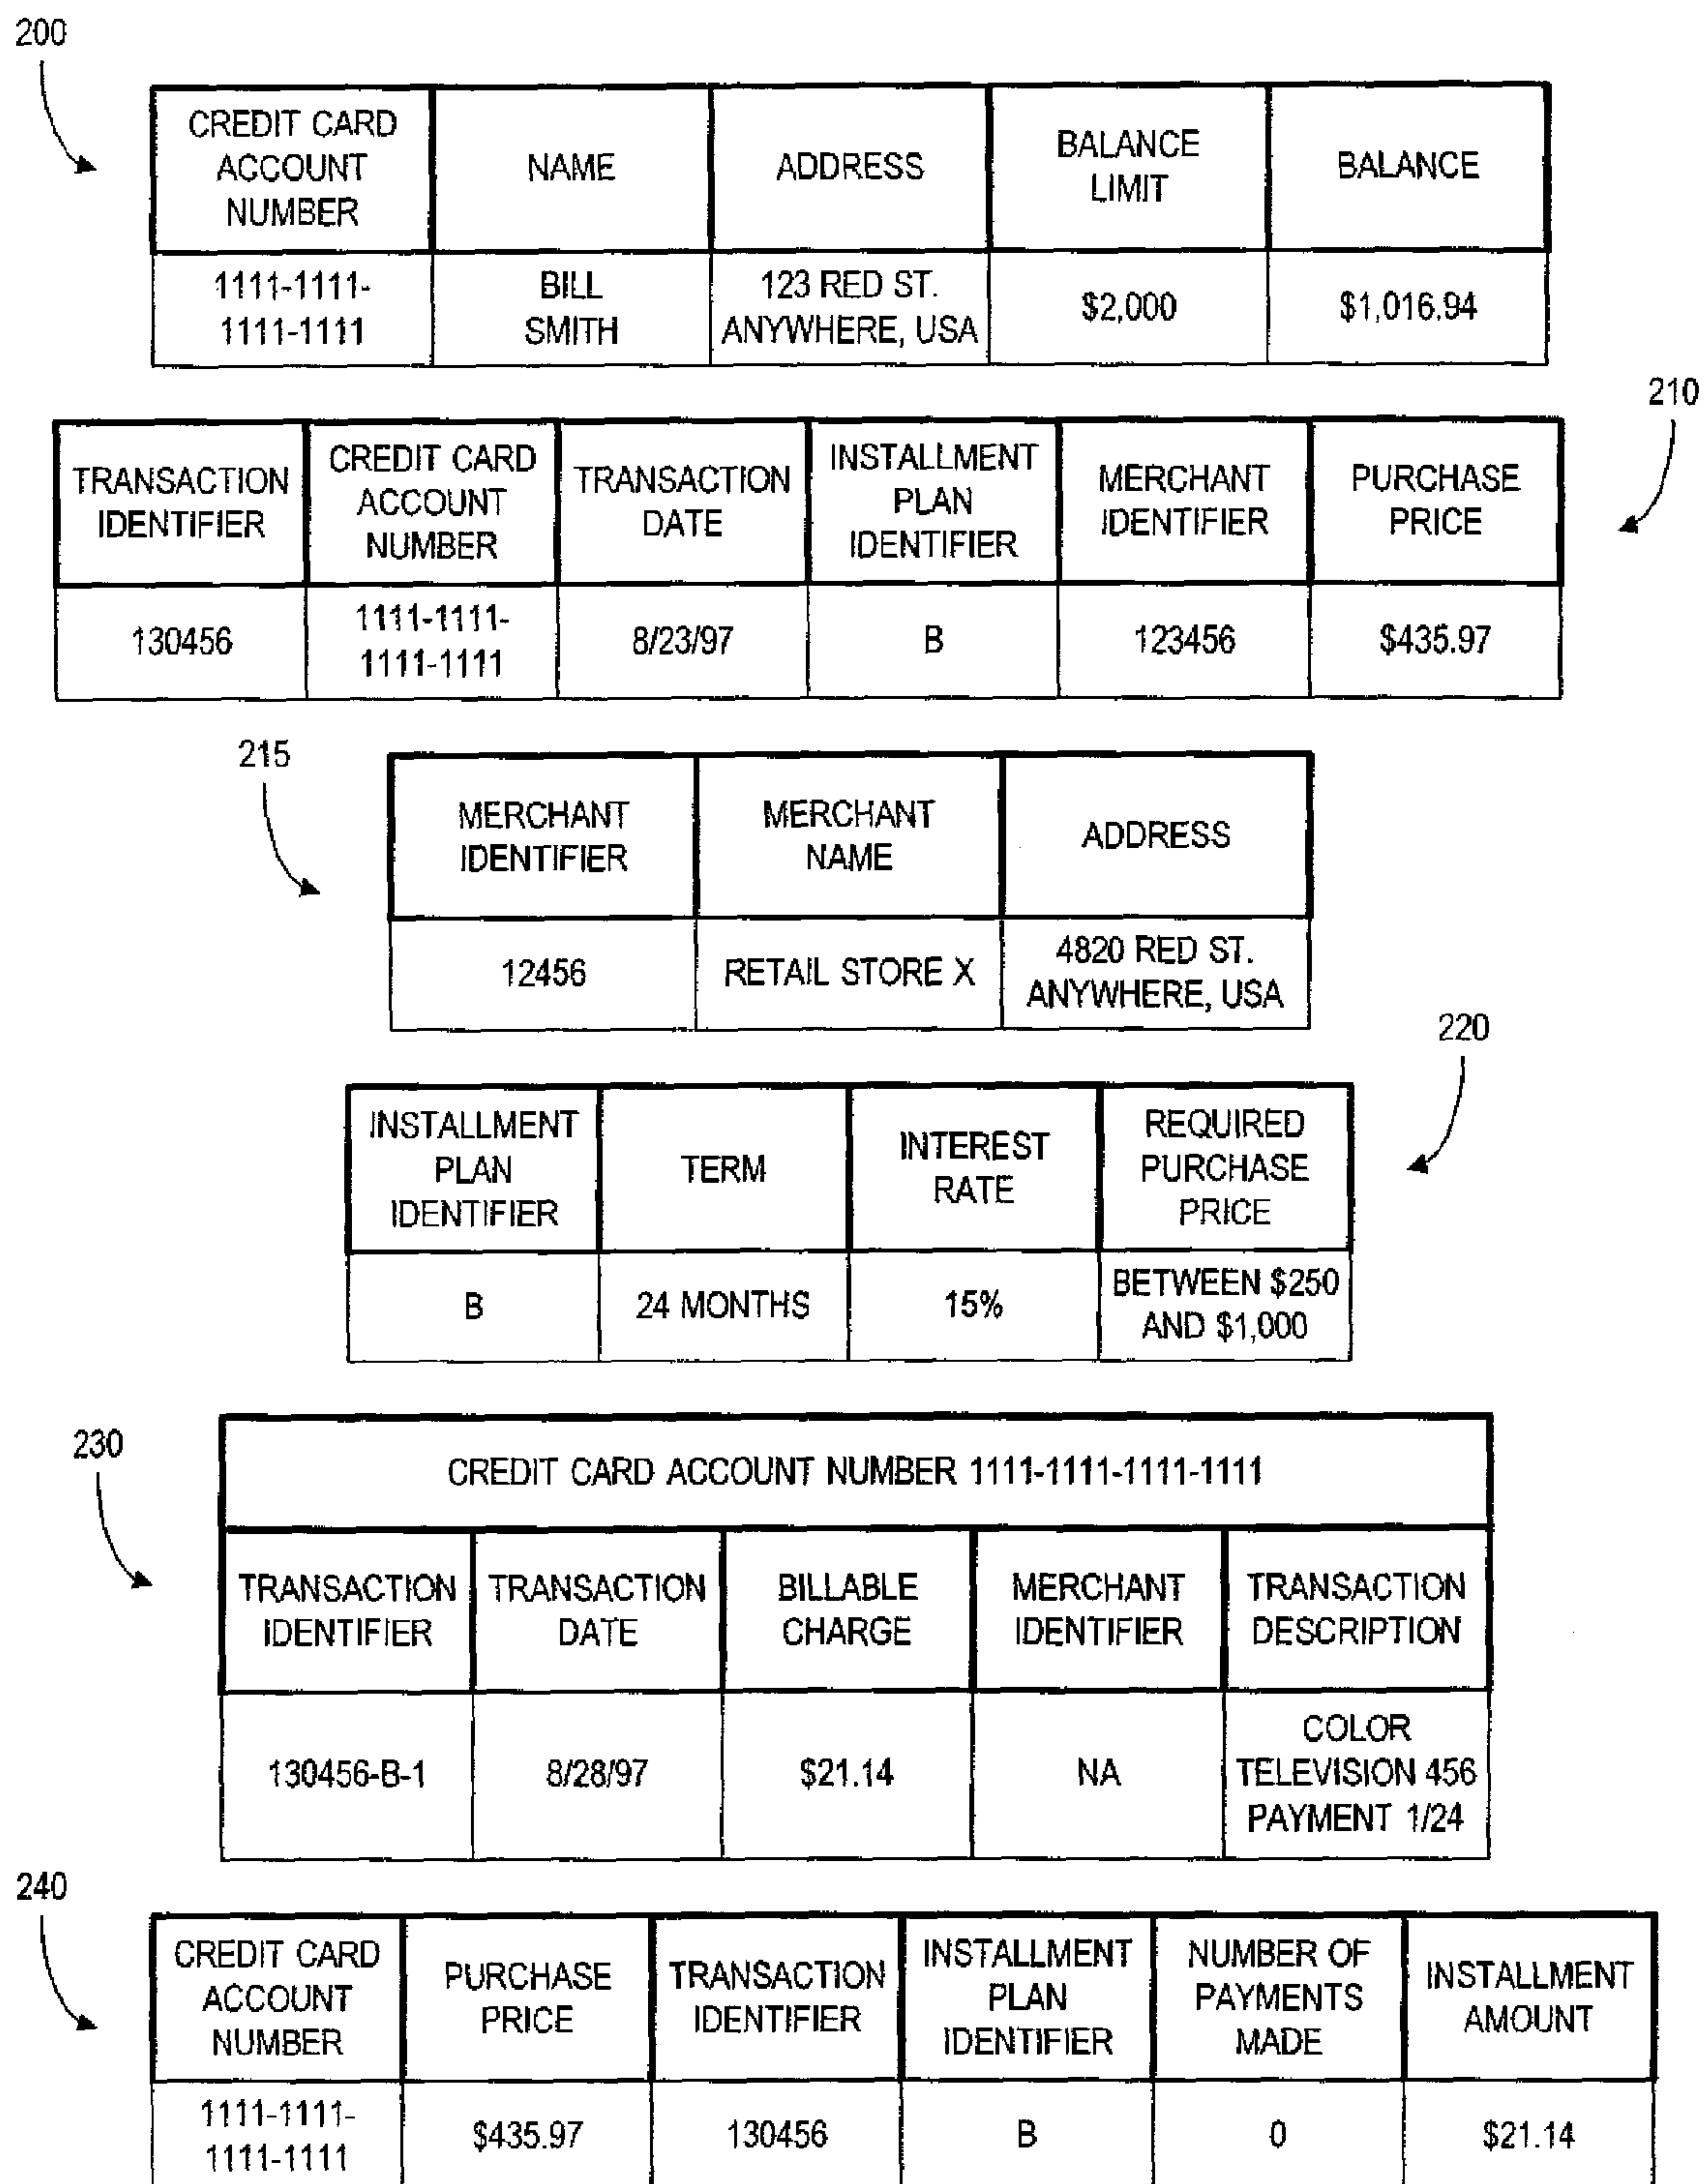 200
CREDIT CARD
ACCOUNT
NUMBER
NAME
ADDRESS
BALANCE
LIMIT
BALANCE
1111-1111-
1111-1111
BILL
SMITH
123 RED ST.
ANYWHERE, USA
$2,000
$1,016.94
210
TRANSACTION
IDENTIFIER
CREDIT CARD
ACCOUNT
NUMBER
TRANSACTION
DATE
INSTALLMENT
PLAN
IDENTIFIER
MERCHANT
IDENTIFIER
PURCHASE
PRICE
130456
1111-1111-
1111-1111
8/23/97
B
123456
$435.97
215
MERCHANT
IDENTIFIER
MERCHANT
NAME
ADDRESS
12456
RETAIL STORE X
4820 RED ST.
ANYWHERE, USA
220
INSTALLMENT
PLAN
IDENTIFIER
TERM
INTEREST
RATE
REQUIRED
PURCHASE
PRICE
B
24 MONTHS
15%
BETWEEN $250
AND $1,000
230
CREDIT CARD ACCOUNT NUMBER 1111-1111-1111-1111
TRANSACTION
IDENTIFIER
TRANSACTION
DATE
BILLABLE
CHARGE
MERCHANT
IDENTIFIER
TRANSACTION
DESCRIPTION
130456-B-1
8/28/97
$21.14
NA
COLOR
TELEVISION 456
PAYMENT 1/24
240
CREDIT CARD
ACCOUNT
NUMBER
PURCHASE
PRICE
TRANSACTION
IDENTIFIER
INSTALLMENT
PLAN
IDENTIFIER
NUMBER OF
PAYMENTS
MADE
INSTALLMENT
AMOUNT
1111-1111-
1111-1111
$435.97
130456
B
0
$21.14